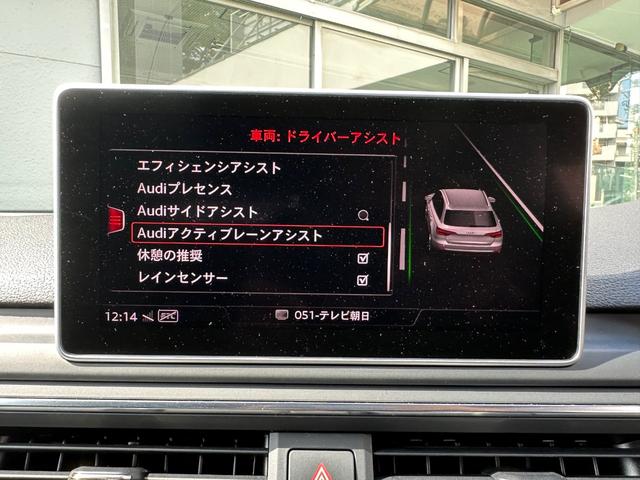 車両: ドライバーアシスト
エフィシェンシアシスト
Audiプレセンス
Audiサイドアシスト
Audiアクティブレーンアシスト
休憩の推奨
レインセンサー
12:14
051-テレビ朝日